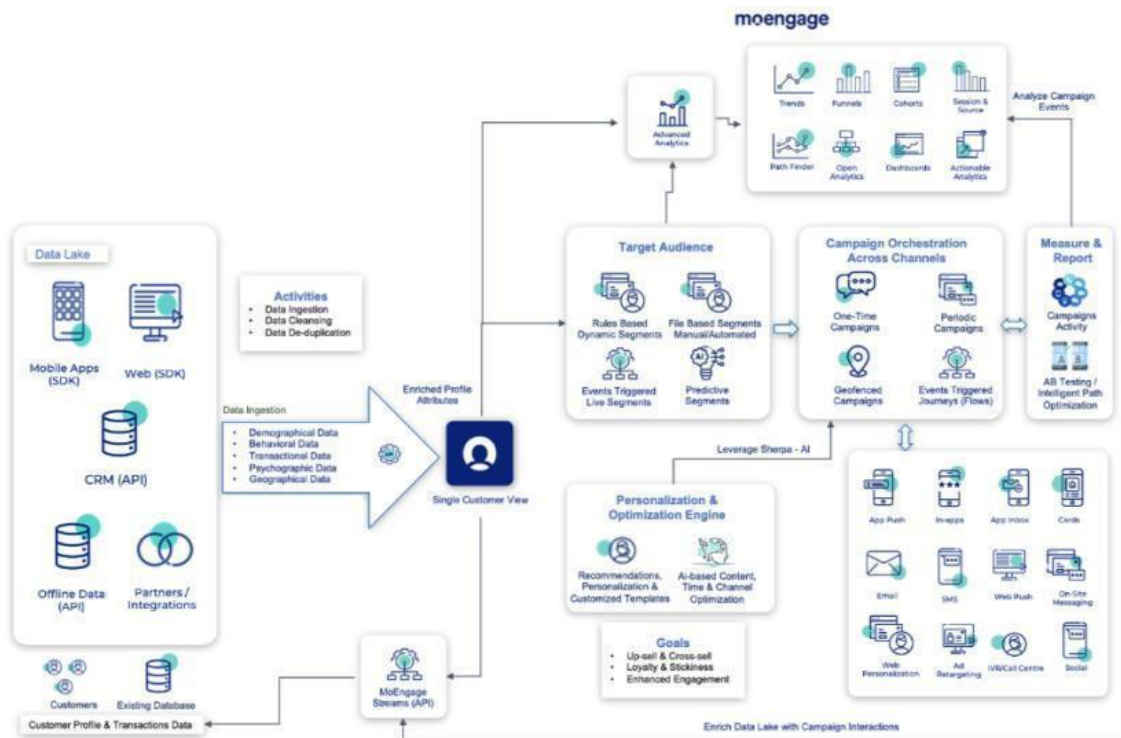 moengage
Trends
Funnels
Cohorts
Session &
Source
Path Finder
Open
Analytics
Dashboards
Actionable
Analytics
Advanced
Analytics
Analyze Campaign
Events
Data Lake
Mobile Apps
(SDK)
Web (SDK)
CRM (API)
Offline Data
(API)
Partners /
Integrations
Customers
Existing Database
Customer Profile & Transactions Data
Activities
• Data Ingestion
• Data Cleansing
• Data De-duplication
Data Ingestion
• Demographical Data
• Behavioral Data
• Transactional Data
• Psychographic Data
• Geographical Data
Enriched Profile
Attributes
Single Customer View
MoEngage
Streams (API)
Target Audience
Rules Based
Dynamic Segments
File Based Segments
Manual/Automated
Events Triggered
Live Segments
AI
Predictive
Segments
Campaign Orchestration
Across Channels
One-Time
Campaigns
Periodic
Campaigns
Geofenced
Campaigns
Events Triggered
Journeys (Flows)
Measure &
Report
Campaigns
Activity
A B
AB Testing /
Intelligent Path
Optimization
Leverage Sherpa - AI
Personalization &
Optimization Engine
Recommendations,
Personalization &
Customized Templates
Ai-based Content,
Time & Channel
Optimization
Goals
• Up-sell & Cross-sell
• Loyalty & Stickiness
• Enhanced Engagement
App Push
In-apps
App Inbox
Cards
Email
SMS
Web Push
On-Site
Messaging
Web
Personalization
Ad
Retargeting
IVR/Call Centre
Social
Enrich Data Lake with Campaign Interactions